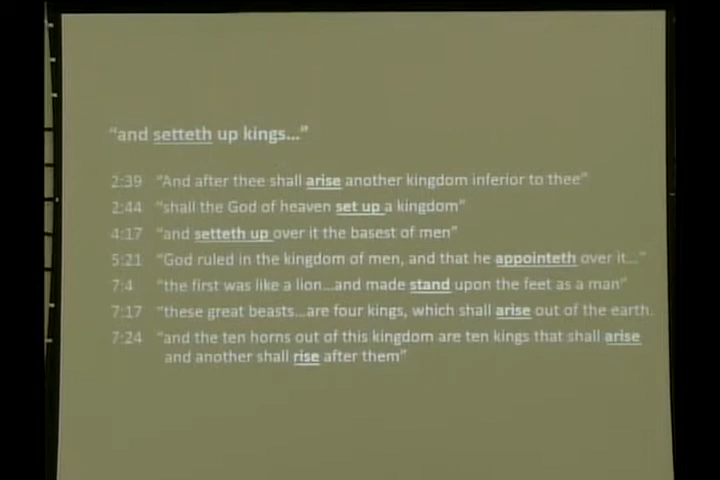 "and setteth up kings..."
2:39 "And after thee shall arise another kingdom inferior to thee"
2:44 "shall the God of heaven set up a kingdom"
4:17 "and setteth up over it the basest of men"
5:21 "God ruled in the kingdom of men, and that he appointeth over it..."
7:4 "the first was like a lion...and made stand upon the feet as a man"
7:17 "these great beasts...are four kings, which shall arise out of the earth.
7:24 "and the ten horns out of this kingdom are ten kings that shall arise
and another shall rise after them"